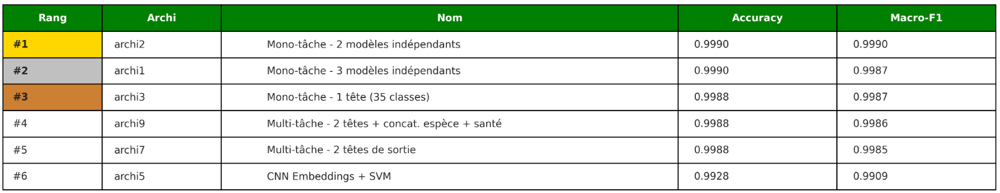 Rang Archi Nom Accuracy Macro-F1
#1 archi2 Mono-tâche - 2 modèles indépendants 0.9990 0.9990
#2 archi1 Mono-tâche - 3 modèles indépendants 0.9990 0.9987
#3 archi3 Mono-tâche - 1 tête (35 classes) 0.9988 0.9987
#4 archi9 Multi-tâche - 2 têtes + concat. espèce + santé 0.9988 0.9986
#5 archi7 Multi-tâche - 2 têtes de sortie 0.9988 0.9985
#6 archi5 CNN Embeddings + SVM 0.9928 0.9909